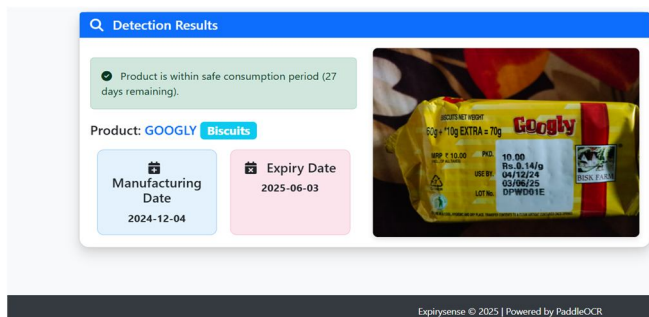 Detection Results
Product is within safe consumption period (27
days remaining).
Product: GOOGLY Biscuits
Manufacturing
Date
2024-12-04
Expiry Date
2025-06-03
BISCUITS NET WEIGHT
60g + *10g EXTRA = 70g
Googly
MRP ₹ 10.00 PKD.
USE BY.
LOT No.
10.00
Rs.0.14/g
04/12/24
03/06/25
DPWD01E
BISK FARM
Expirysense © 2025 | Powered by PaddleOCR